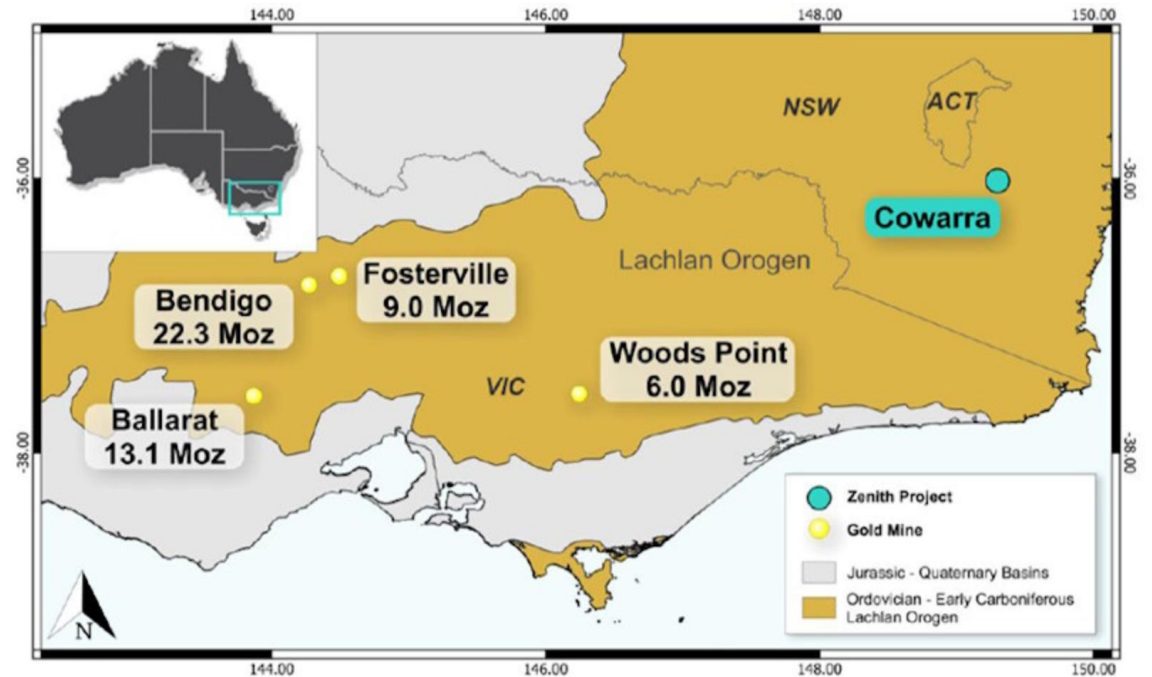 144.00
146.00
148.00
150.00
-36.00
-36.00
NSW
ACT
Cowarra
Lachlan Orogen
Fosterville
9.0 Moz
Bendigo
22.3 Moz
Woods Point
6.0 Moz
VIC
Ballarat
13.1 Moz
-38.00
-38.00
Zenith Project
Gold Mine
Jurassic - Quaternary Basins
Ordovician - Early Carboniferous
Lachlan Orogen
N
144.00
146.00
148.00
150.00